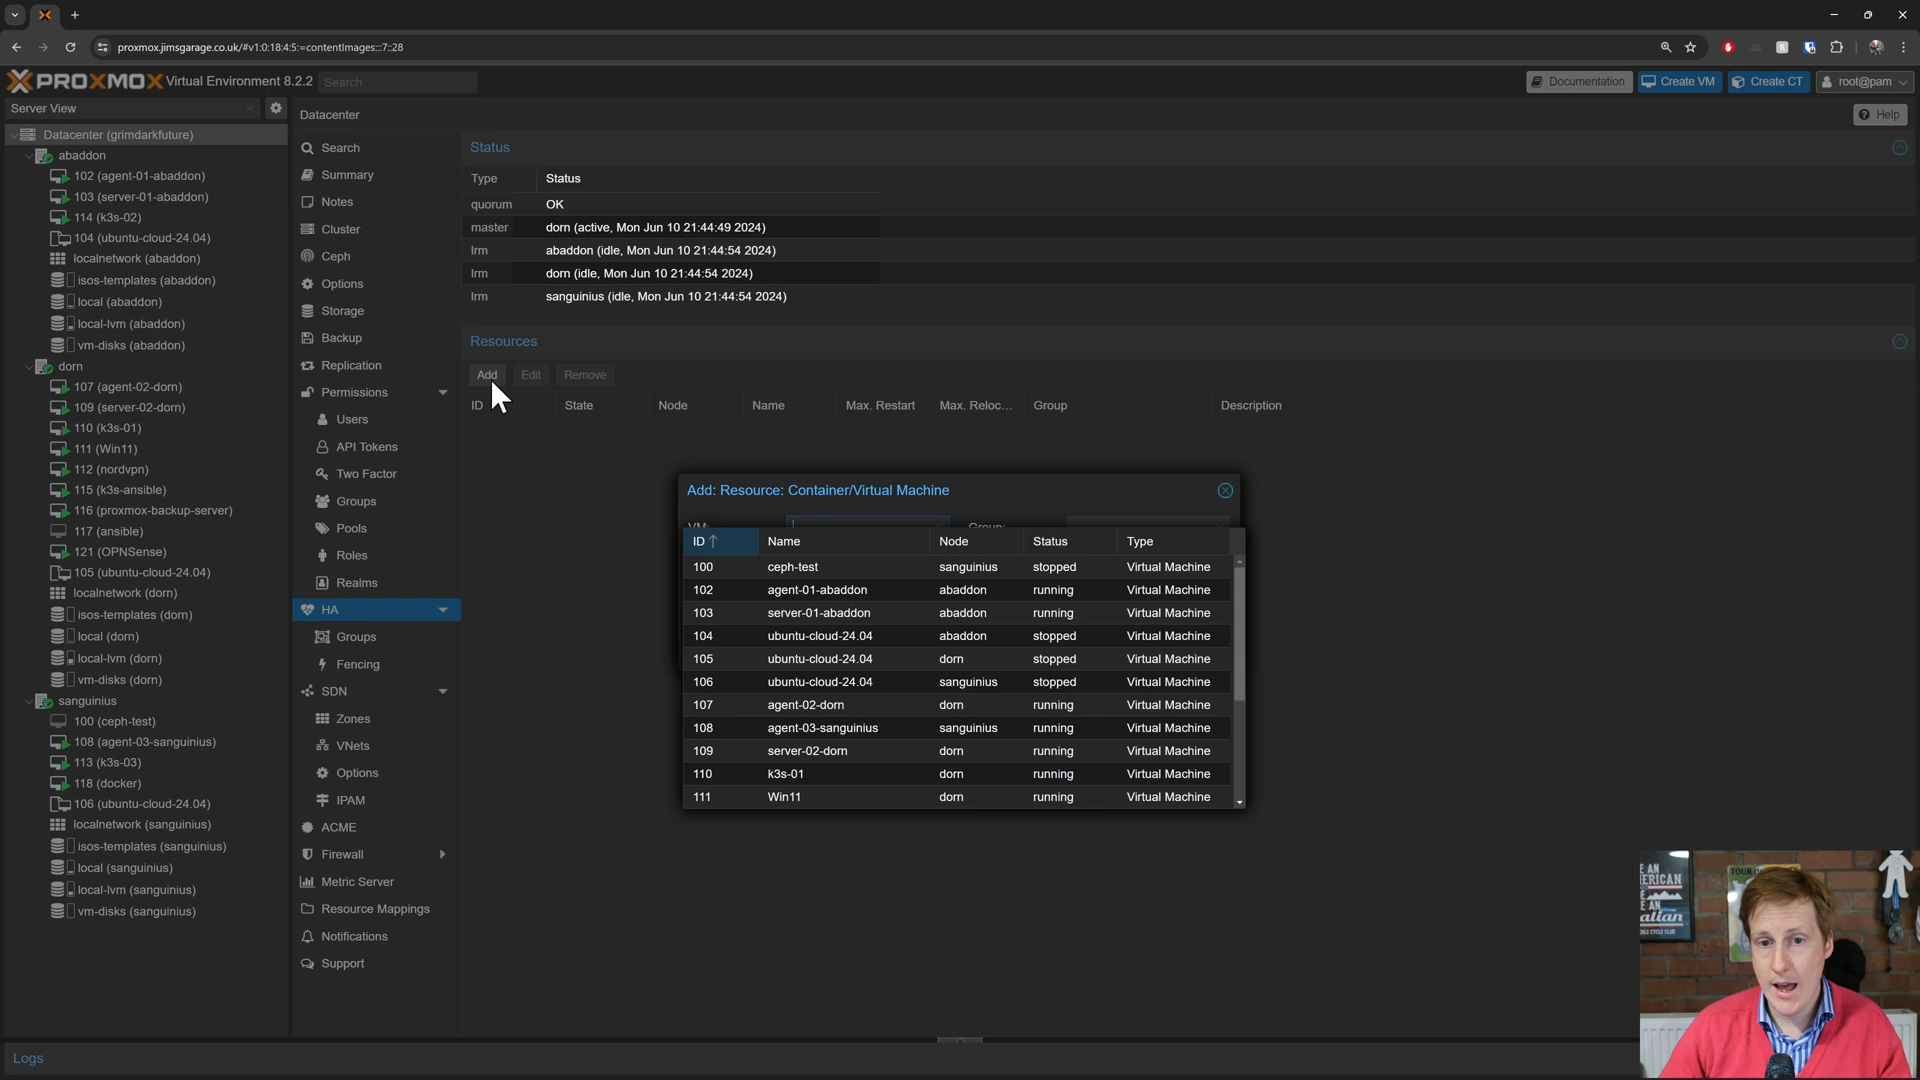 proxmox.jimsgarage.co.uk/#v1:0:18:4:5:=contentImages:::7::28
PROXMOX Virtual Environment 8.2.2 Search
Documentation Create VM Create CT root@pam
Server View
Datacenter
Help
Datacenter (grimdarkfuture)
abaddon
102 (agent-01-abaddon)
103 (server-01-abaddon)
114 (k3s-02)
104 (ubuntu-cloud-24.04)
localnetwork (abaddon)
isos-templates (abaddon)
local (abaddon)
local-lvm (abaddon)
vm-disks (abaddon)
dorn
107 (agent-02-dorn)
109 (server-02-dorn)
110 (k3s-01)
111 (Win11)
112 (nordvpn)
115 (k3s-ansible)
116 (proxmox-backup-server)
117 (ansible)
121 (OPNSense)
105 (ubuntu-cloud-24.04)
localnetwork (dorn)
isos-templates (dorn)
local (dorn)
local-lvm (dorn)
vm-disks (dorn)
sanguinius
100 (ceph-test)
108 (agent-03-sanguinius)
113 (k3s-03)
118 (docker)
106 (ubuntu-cloud-24.04)
localnetwork (sanguinius)
isos-templates (sanguinius)
local (sanguinius)
local-lvm (sanguinius)
vm-disks (sanguinius)
Search
Summary
Notes
Cluster
Ceph
Options
Storage
Backup
Replication
Permissions
Users
API Tokens
Two Factor
Groups
Pools
Roles
Realms
HA
Groups
Fencing
SDN
Zones
VNets
Options
IPAM
ACME
Firewall
Metric Server
Resource Mappings
Notifications
Support
Status
Type Status
quorum OK
master dorn (active, Mon Jun 10 21:44:49 2024)
lrm abaddon (idle, Mon Jun 10 21:44:54 2024)
lrm dorn (idle, Mon Jun 10 21:44:54 2024)
lrm sanguinius (idle, Mon Jun 10 21:44:54 2024)
Resources
Add Edit Remove
ID State Node Name Max. Restart Max. Reloc... Group Description
Add: Resource: Container/Virtual Machine
VM: Group:
ID Name Node Status Type
100 ceph-test sanguinius stopped Virtual Machine
102 agent-01-abaddon abaddon running Virtual Machine
103 server-01-abaddon abaddon running Virtual Machine
104 ubuntu-cloud-24.04 abaddon stopped Virtual Machine
105 ubuntu-cloud-24.04 dorn stopped Virtual Machine
106 ubuntu-cloud-24.04 sanguinius stopped Virtual Machine
107 agent-02-dorn dorn running Virtual Machine
108 agent-03-sanguinius sanguinius running Virtual Machine
109 server-02-dorn dorn running Virtual Machine
110 k3s-01 dorn running Virtual Machine
111 Win11 dorn running Virtual Machine
Logs